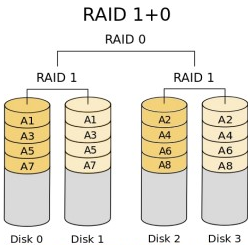 RAID 1+0
RAID 0
RAID 1 RAID 1
A1 A1 A2 A2
A3 A3 A4 A4
A5 A5 A6 A6
A7 A7 A8 A8
Disk 0 Disk 1 Disk 2 Disk 3